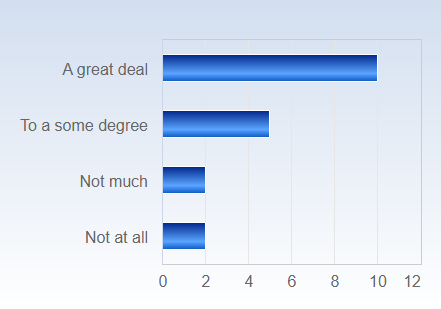 A great deal
To a some degree
Not much
Not at all
0 2 4 6 8 10 12